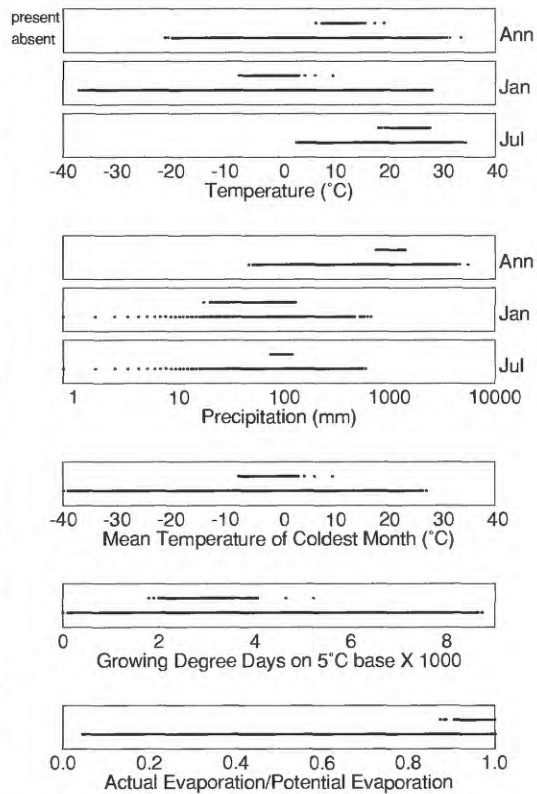 present
absent
Ann
Jan
Jul
-40 -30 -20 -10 0 10 20 30 40
Temperature (˚C)
Ann
Jan
Jul
1 10 100 1000 10000
Precipitation (mm)
-40 -30 -20 -10 0 10 20 30 40
Mean Temperature of Coldest Month (˚C)
0 2 4 6 8
Growing Degree Days on 5˚C base X 1000
0.0 0.2 0.4 0.6 0.8 1.0
Actual Evaporation/Potential Evaporation